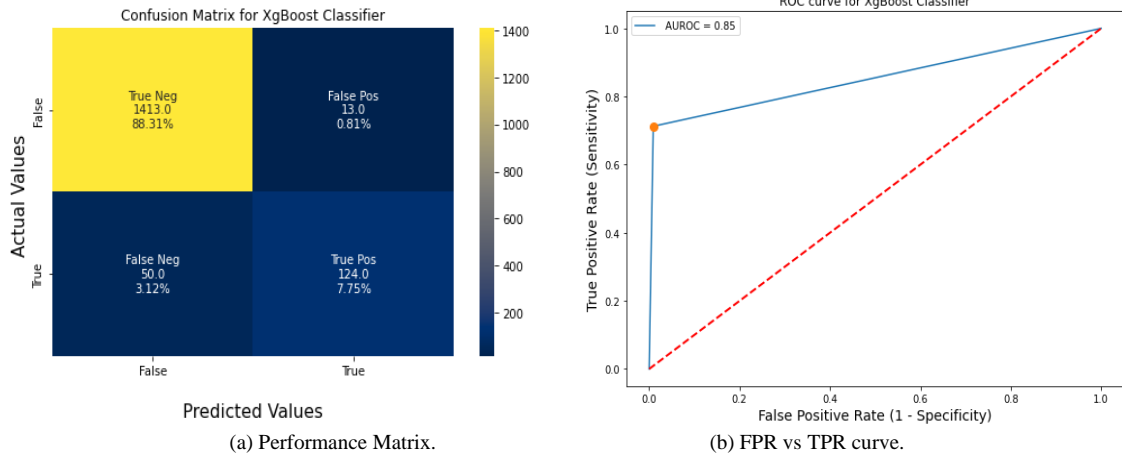 Confusion Matrix for XgBoost Classifier
True Neg
1413.0
88.31%
False Pos
13.0
0.81%
False Neg
50.0
3.12%
True Pos
124.0
7.75%
False
True
Actual Values
False
True
Predicted Values
1400
1200
1000
800
600
400
200
(a) Performance Matrix.
ROC curve for XgBoost Classifier
AUROC = 0.85
1.0
0.8
0.6
0.4
0.2
0.0
True Positive Rate (Sensitivity)
0.0
0.2
0.4
0.6
0.8
1.0
False Positive Rate (1 - Specificity)
(b) FPR vs TPR curve.